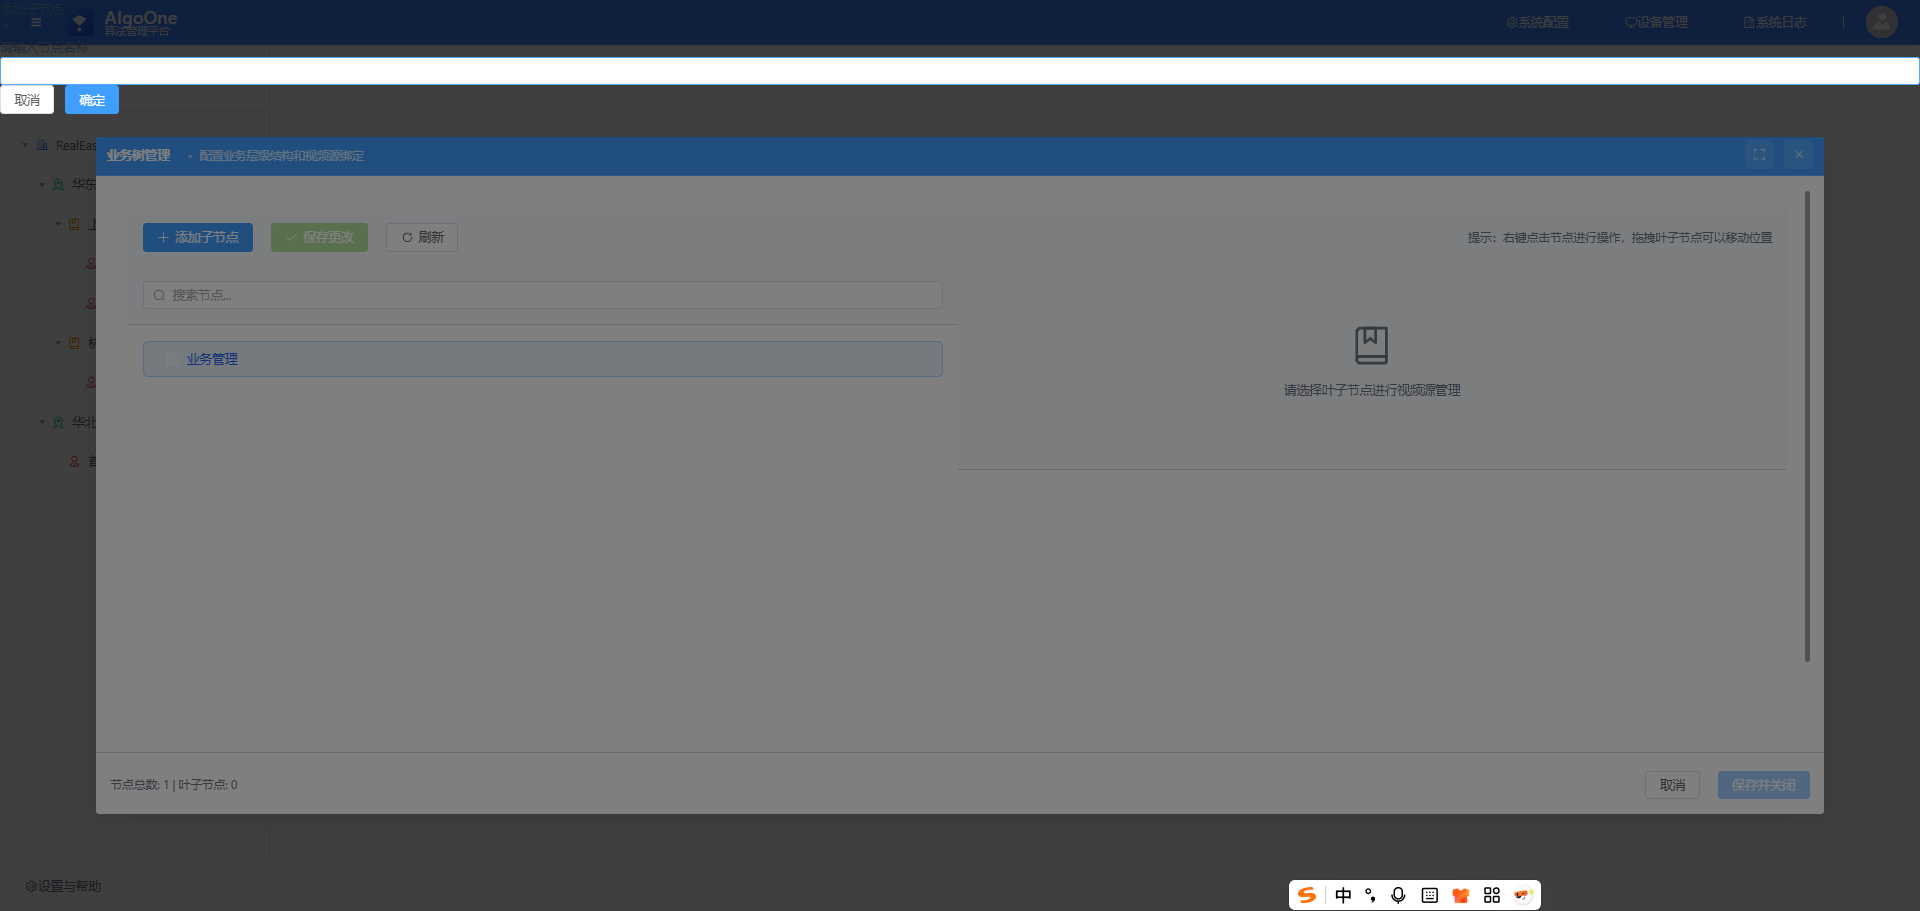 添加子节点
AlgoOne
算法管理平台
系统配置
设备管理
系统日志
请输入节点名称
取消
确定
RealEas
业务树管理
• 配置业务层级结构和视频源绑定
华东
添加子节点
保存更改
刷新
提示：右键点击节点进行操作，拖拽叶子节点可以移动位置
搜索节点...
业务管理
请选择叶子节点进行视频源管理
华北
节点总数: 1 | 叶子节点: 0
取消
保存并关闭
设置与帮助
中